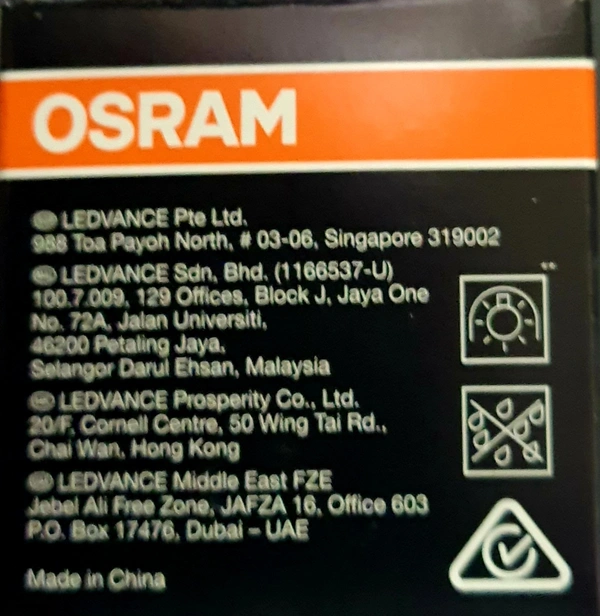 OSRAM
LEDVANCE Pte Ltd.
988 Toa Payoh North, # 03-06, Singapore 319002
LEDVANCE Sdn. Bhd. (1166537-U)
100.7.009, 129 Offices, Block J, Jaya One
No. 72A, Jalan Universiti,
46200 Petaling Jaya,
Selangor Darul Ehsan, Malaysia
LEDVANCE Prosperity Co., Ltd.
20/F, Cornell Centre, 50 Wing Tai Rd.,
Chai Wan, Hong Kong
LEDVANCE Middle East FZE
Jebel Ali Free Zone, JAFZA 16, Office 603
P.O. Box 17476, Dubai – UAE
Made in China